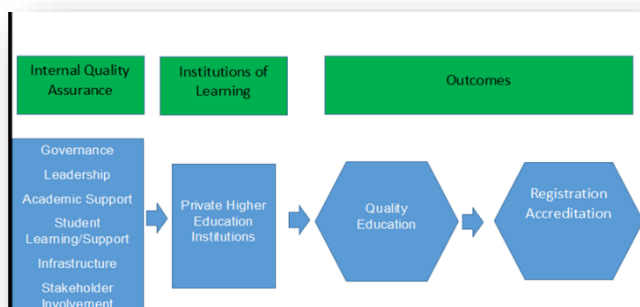 Internal Quality
Assurance
Institutions of
Learning
Outcomes
Governance
Leadership
Academic Support
Student
Learning/Support
Infrastructure
Stakeholder
Involvement
Private Higher
Education
Institutions
Quality
Education
Registration
Accreditation